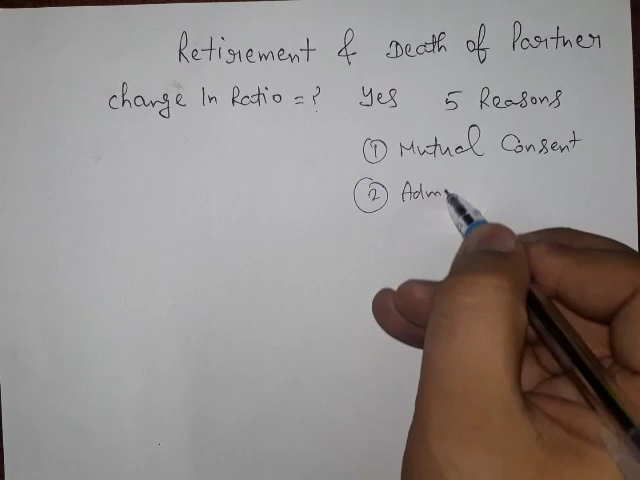 Retirement & Death of Partner
Change In Ratio = ? Yes 5 Reasons
① Mutual Consent
② Adm